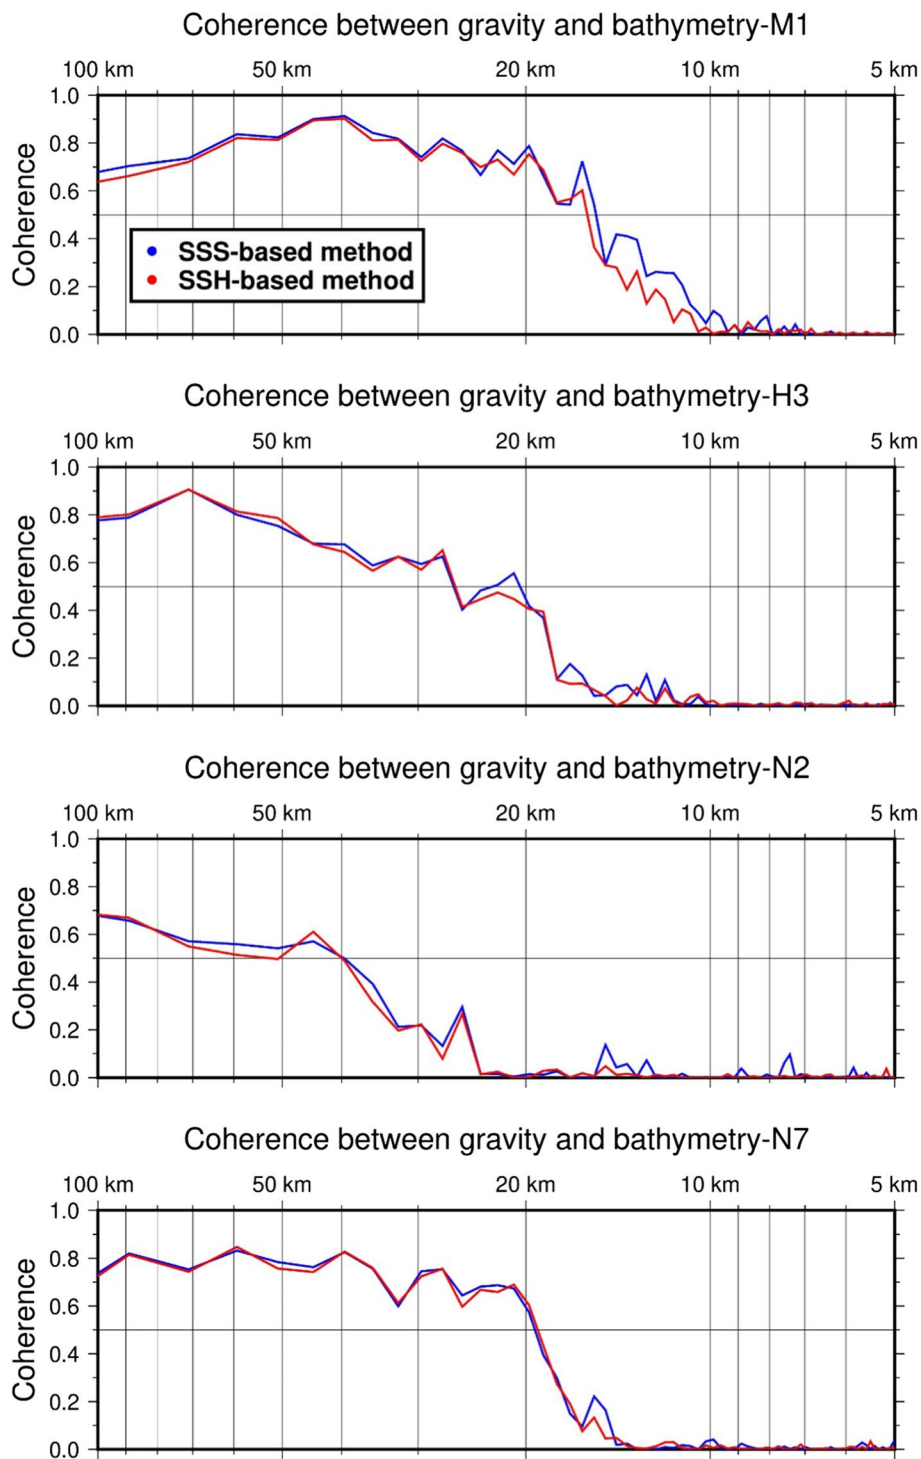 Coherence between gravity and bathymetry-M1
100 km 50 km 20 km 10 km 5 km
1.0
0.8
0.6
0.4
0.2
0.0
Coherence
SSS-based method
SSH-based method
Coherence between gravity and bathymetry-H3
100 km 50 km 20 km 10 km 5 km
1.0
0.8
0.6
0.4
0.2
0.0
Coherence
Coherence between gravity and bathymetry-N2
100 km 50 km 20 km 10 km 5 km
1.0
0.8
0.6
0.4
0.2
0.0
Coherence
Coherence between gravity and bathymetry-N7
100 km 50 km 20 km 10 km 5 km
1.0
0.8
0.6
0.4
0.2
0.0
Coherence